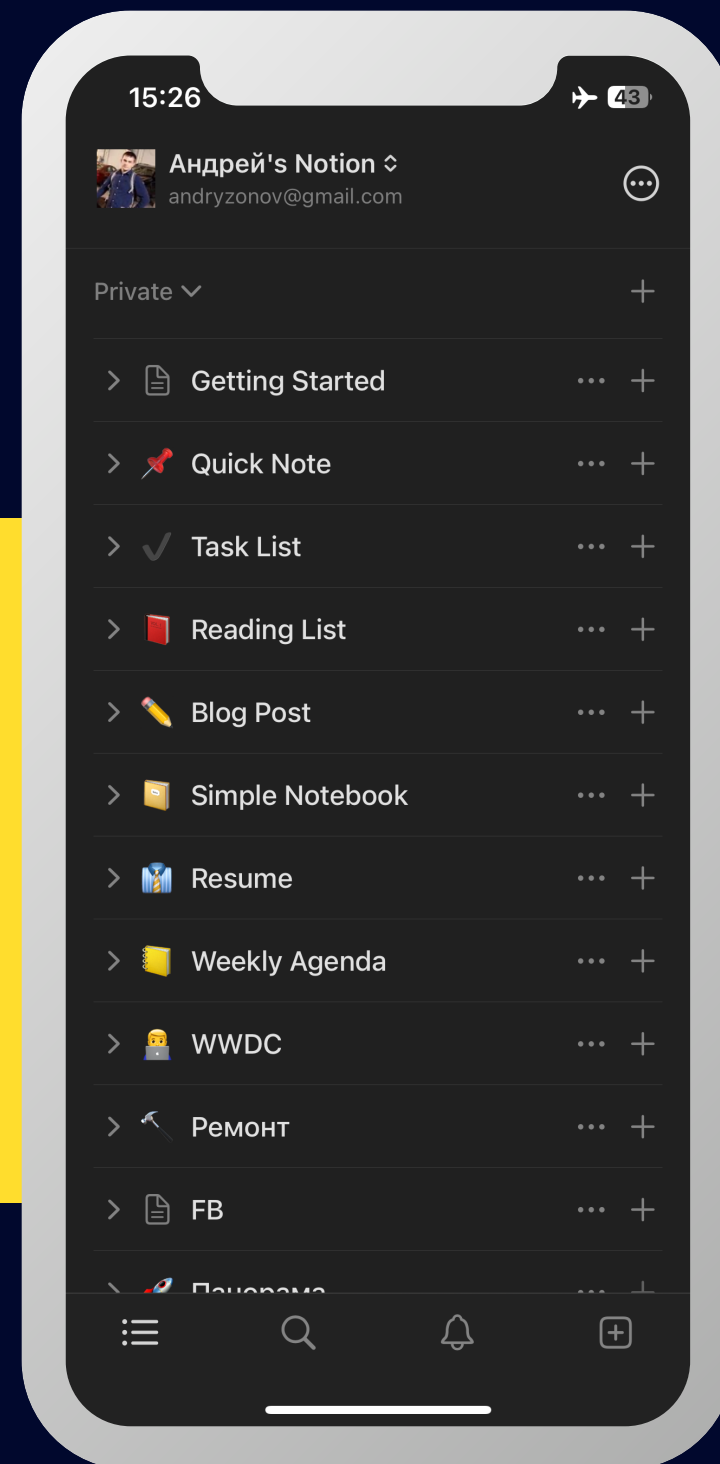 15:26
43
Андрей's Notion
andryzonov@gmail.com
Private
Getting Started
Quick Note
Task List
Reading List
Blog Post
Simple Notebook
Resume
Weekly Agenda
WWDC
Ремонт
FB
Панорама